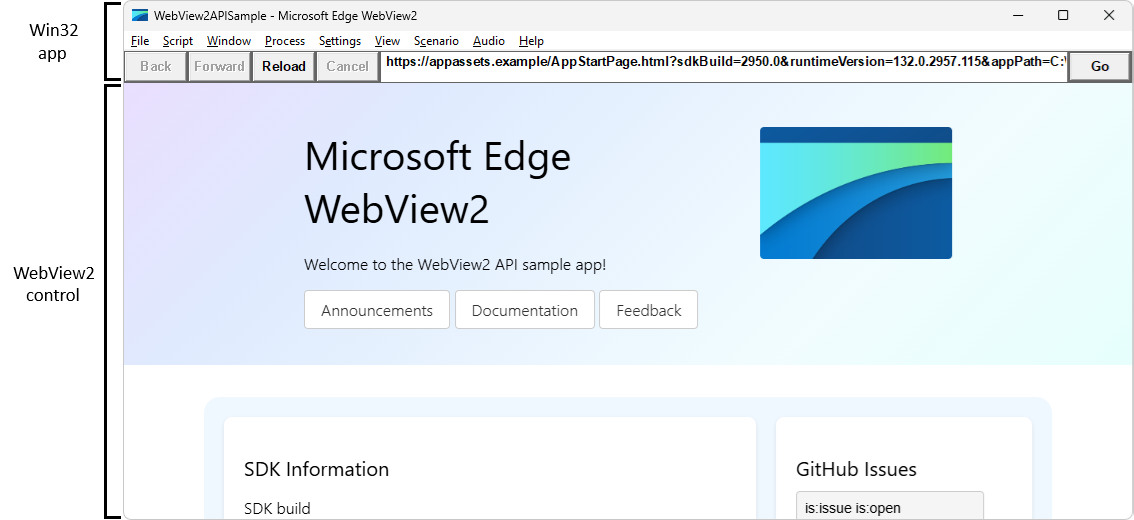 Win32
app
WebView2APISample - Microsoft Edge WebView2
File Script Window Process Settings View Scenario Audio Help
Back Forward Reload Cancel https://appassets.example/AppStartPage.html?sdkBuild=2950.0&runtimeVersion=132.0.2957.115&appPath=C:\ Go
WebView2
control
Microsoft Edge
WebView2
Welcome to the WebView2 API sample app!
Announcements Documentation Feedback
SDK Information
SDK build
GitHub Issues
is:issue is:open